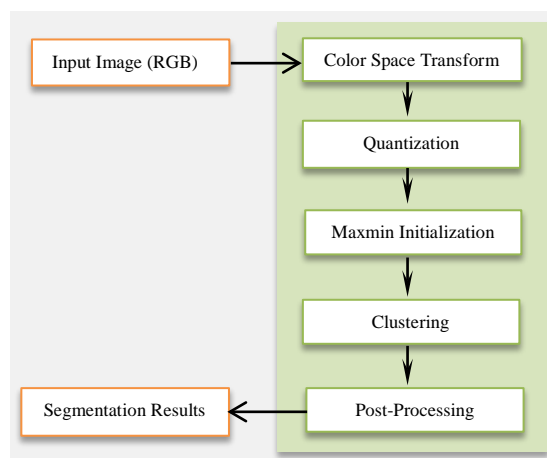 Input Image (RGB)
Color Space Transform
Quantization
Maxmin Initialization
Clustering
Segmentation Results
Post-Processing